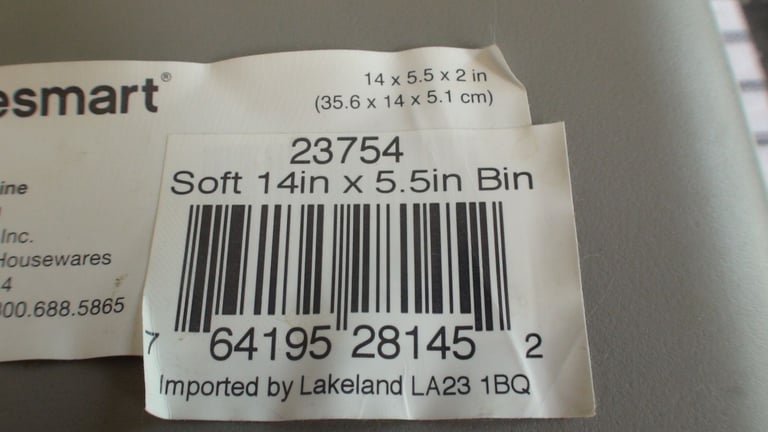 esmart®
14 x 5.5 x 2 in
(35.6 x 14 x 5.1 cm)
ine
Inc.
Housewares
4
00.688.5865
23754
Soft 14in x 5.5in Bin
7 64195 28145 2
Imported by Lakeland LA23 1BQ